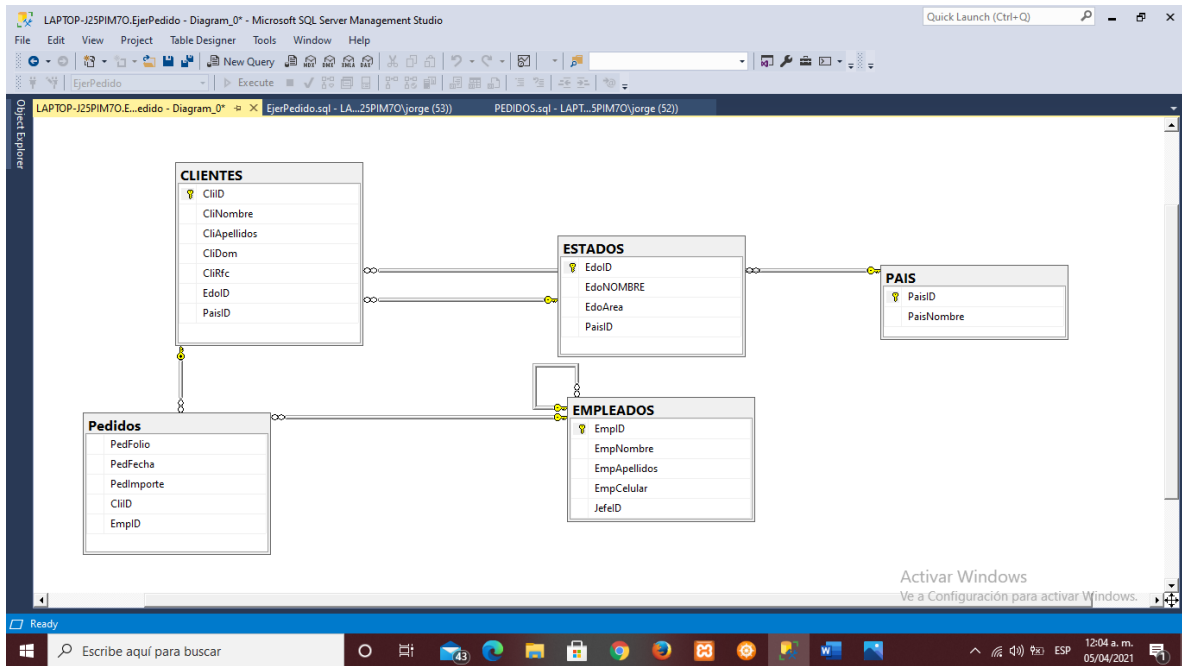 LAPTOP-J25PIM7O.EjerPedido - Diagram_0* - Microsoft SQL Server Management Studio
Quick Launch (Ctrl+Q)
File Edit View Project Table Designer Tools Window Help
New Query
EjerPedido
Execute
LAPTOP-J25PIM7O.E...edido - Diagram_0*
EjerPedido.sql - LA...25PIM7O\jorge (53))
PEDIDOS.sql - LAPT...5PIM7O\jorge (52))
Object Explorer
CLIENTES
CliID
CliNombre
CliApellidos
CliDom
CliRfc
EdoID
PaisID
ESTADOS
EdoID
EdoNOMBRE
EdoArea
PaisID
PAIS
PaisID
PaisNombre
Pedidos
PedFolio
PedFecha
PedImporte
CliID
EmpID
EMPLEADOS
EmpID
EmpNombre
EmpApellidos
EmpCelular
JefeID
Activar Windows
Ve a Configuración para activar Windows.
Ready
Escribe aquí para buscar
43
ESP
12:04 a. m.
05/04/2021
1